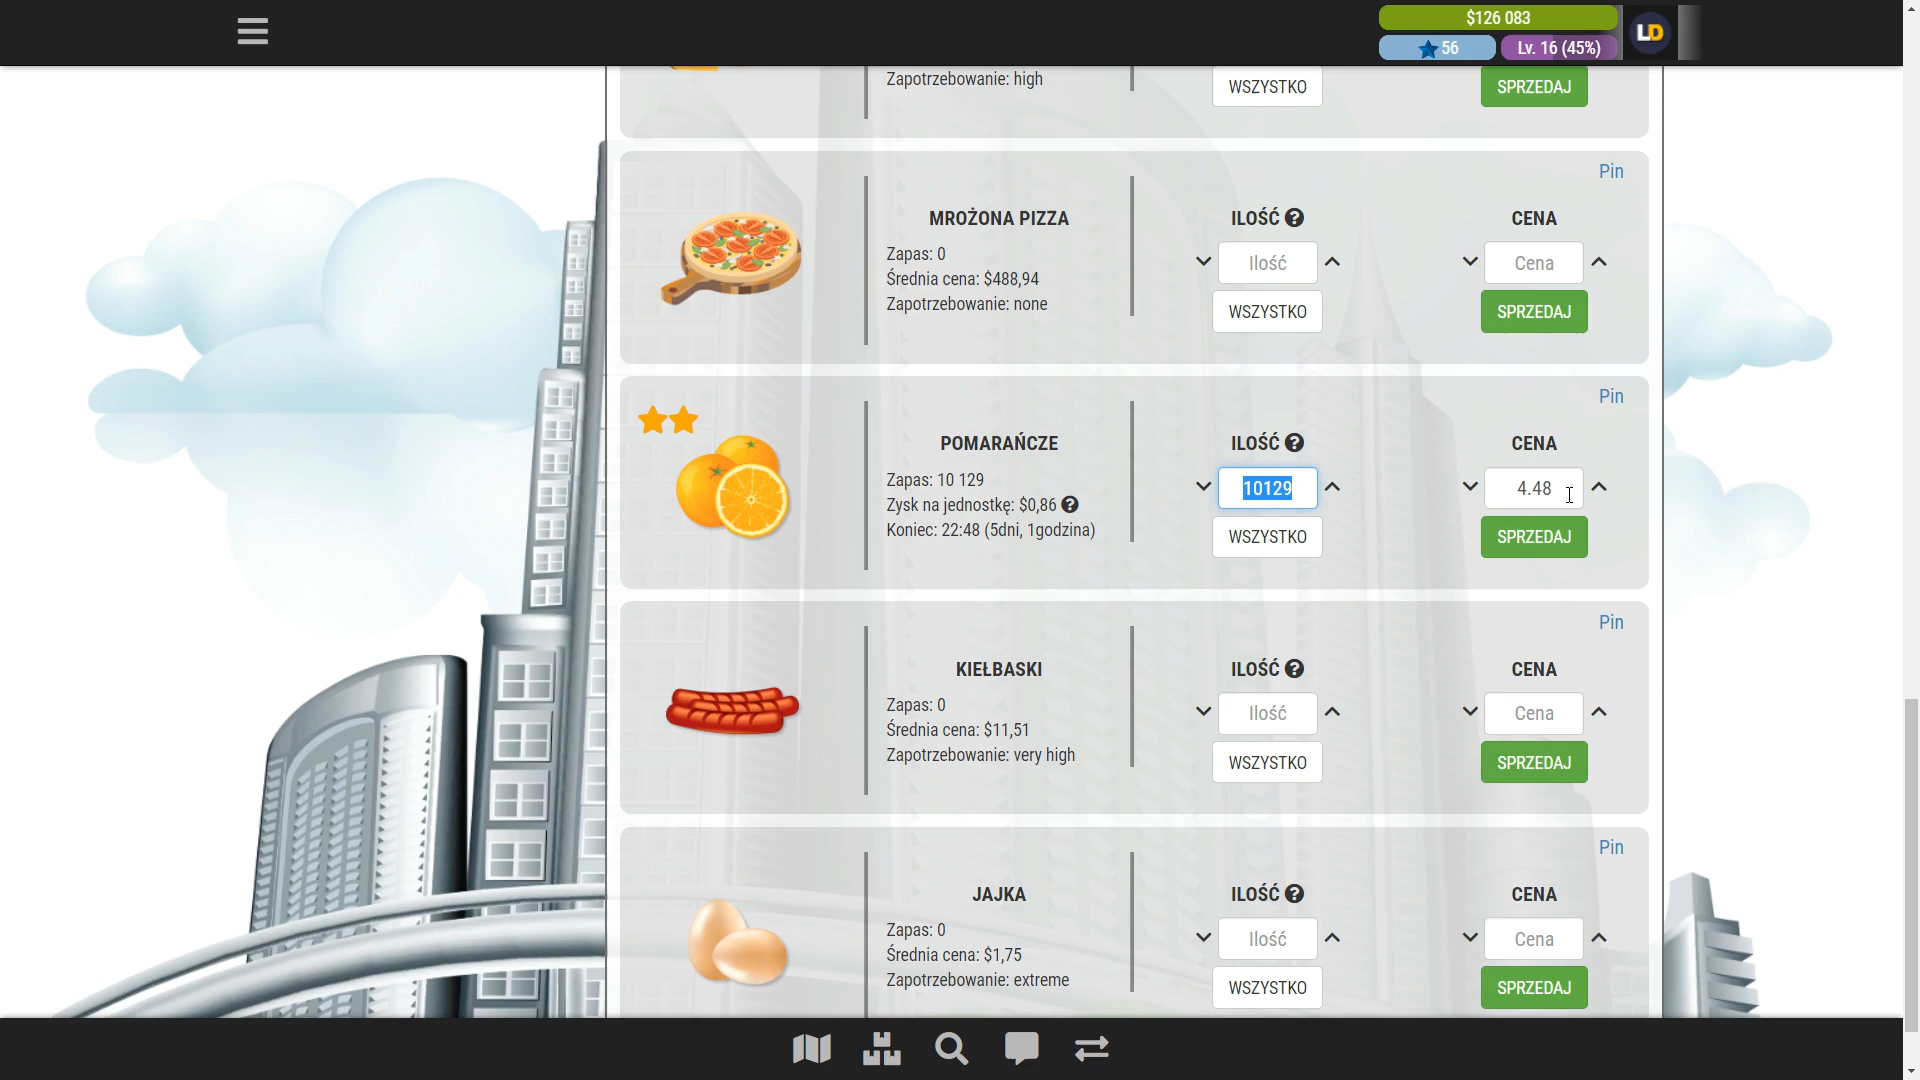 $126 083
56
Lv. 16 (45%)
LD
Zapotrzebowanie: high
WSZYSTKO
SPRZEDAJ
Pin
MROŻONA PIZZA
Zapas: 0
Średnia cena: $488,94
Zapotrzebowanie: none
ILOŚĆ
Ilość
WSZYSTKO
CENA
Cena
SPRZEDAJ
Pin
POMARAŃCZE
Zapas: 10 129
Zysk na jednostkę: $0,86
Koniec: 22:48 (5dni, 1godzina)
ILOŚĆ
10129
WSZYSTKO
CENA
4.48
SPRZEDAJ
Pin
KIEŁBASKI
Zapas: 0
Średnia cena: $11,51
Zapotrzebowanie: very high
ILOŚĆ
Ilość
WSZYSTKO
CENA
Cena
SPRZEDAJ
Pin
JAJKA
Zapas: 0
Średnia cena: $1,75
Zapotrzebowanie: extreme
ILOŚĆ
Ilość
WSZYSTKO
CENA
Cena
SPRZEDAJ